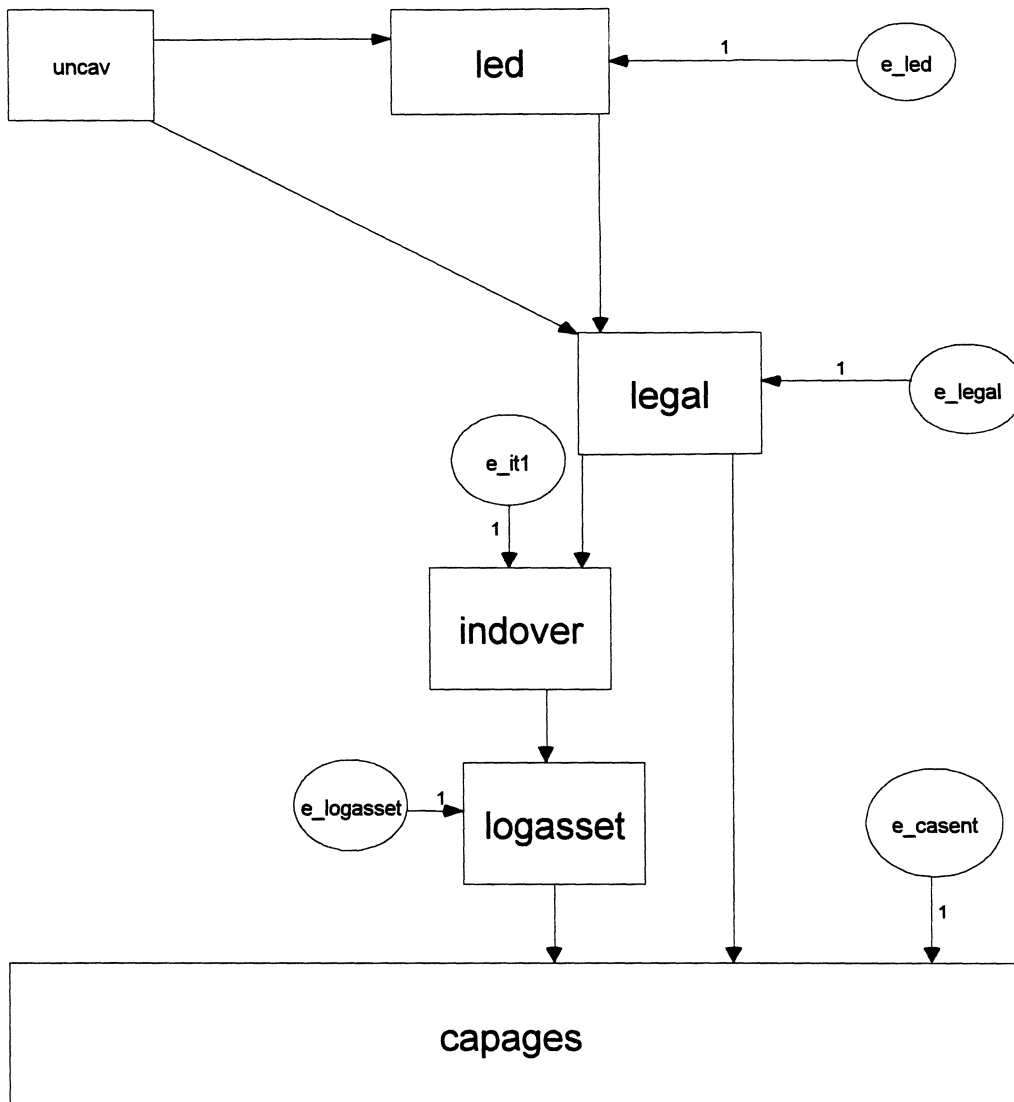 uncav
led
1
e_led
legal
1
e_legal
e_it1
1
indover
e_logasset
1
logasset
e_casent
1
capages